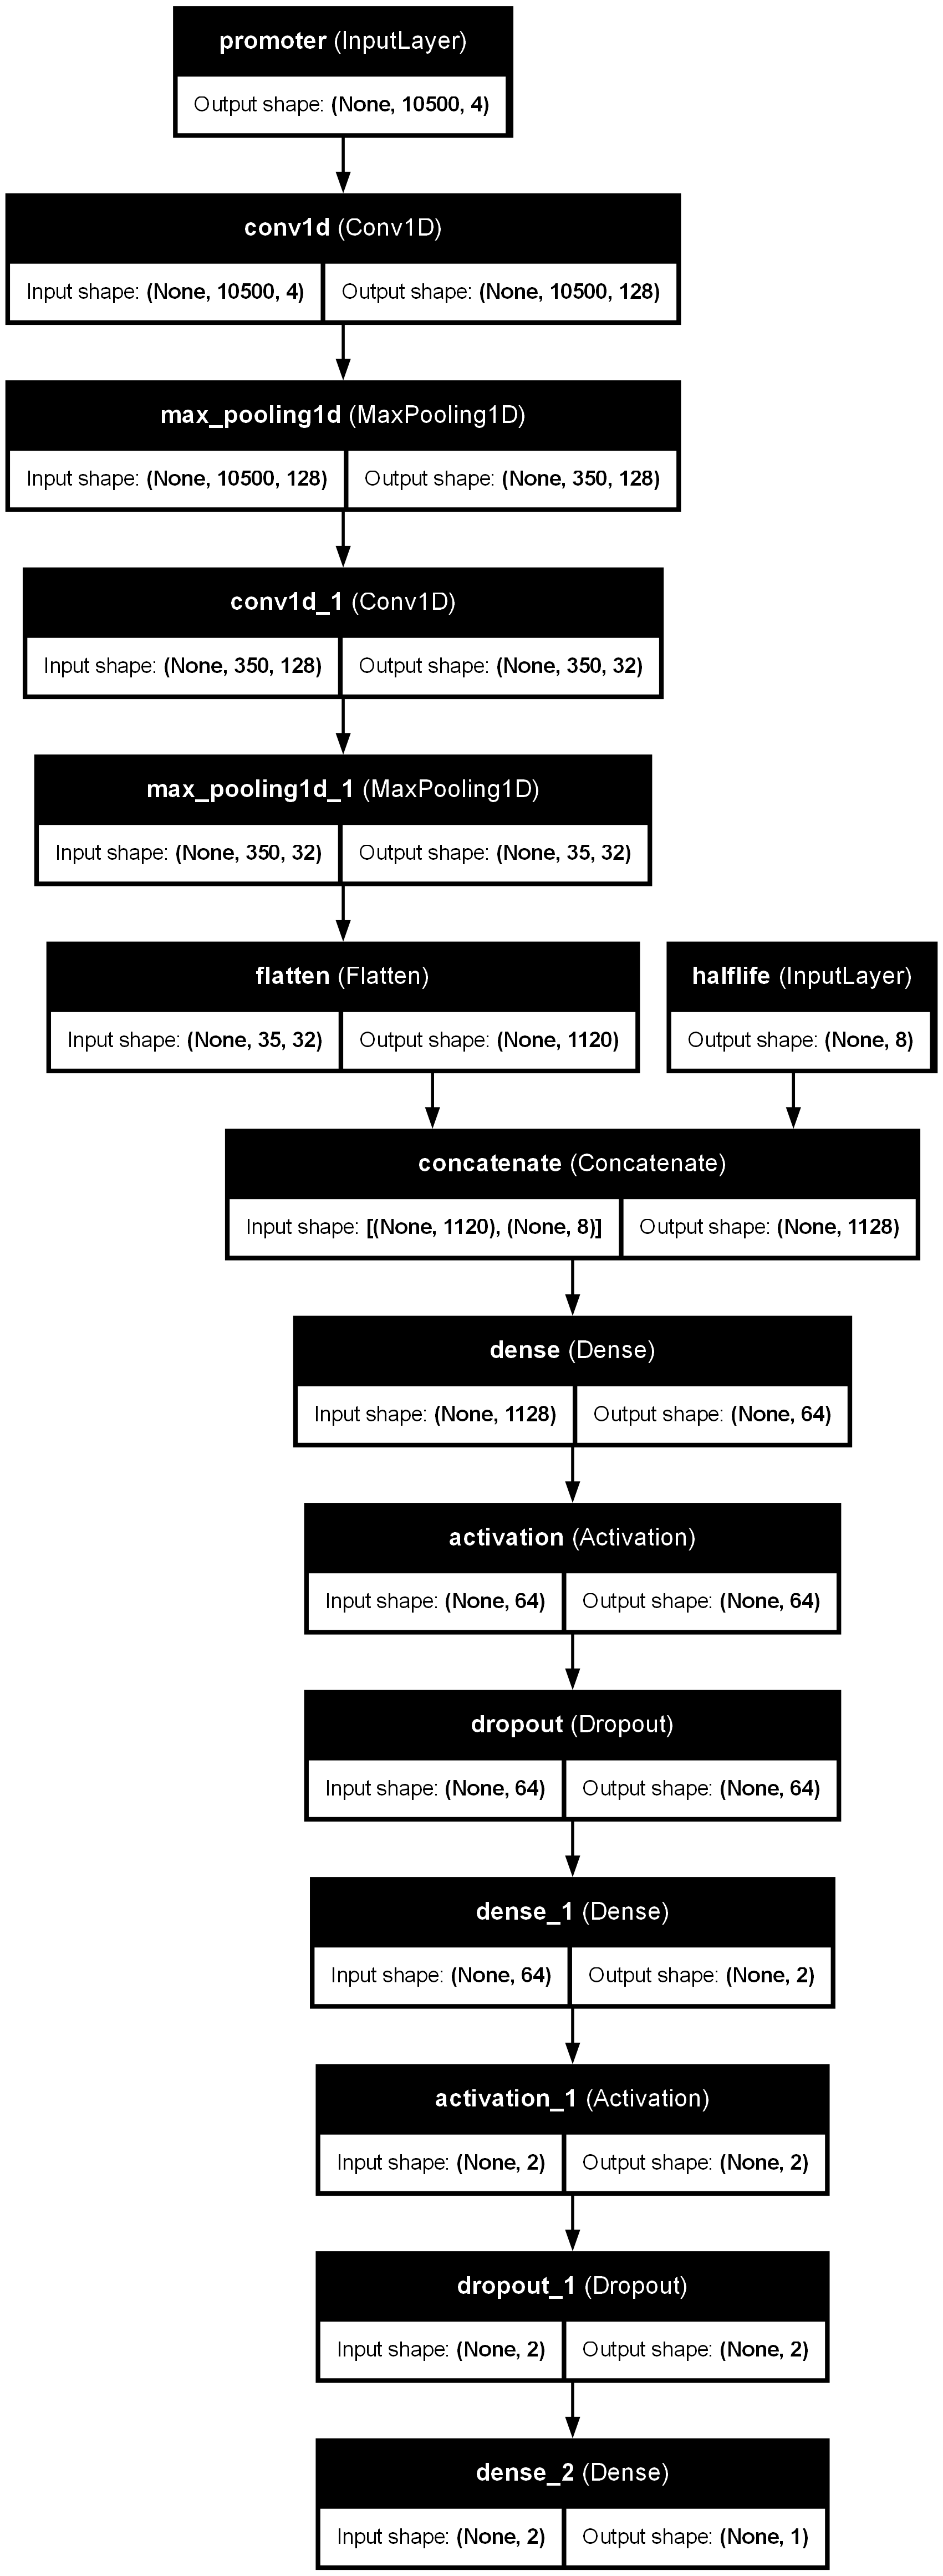 promoter (InputLayer)
Output shape: (None, 10500, 4)
conv1d (Conv1D)
Input shape: (None, 10500, 4) Output shape: (None, 10500, 128)
max_pooling1d (MaxPooling1D)
Input shape: (None, 10500, 128) Output shape: (None, 350, 128)
conv1d_1 (Conv1D)
Input shape: (None, 350, 128) Output shape: (None, 350, 32)
max_pooling1d_1 (MaxPooling1D)
Input shape: (None, 350, 32) Output shape: (None, 35, 32)
flatten (Flatten)
Input shape: (None, 35, 32) Output shape: (None, 1120)
halflife (InputLayer)
Output shape: (None, 8)
concatenate (Concatenate)
Input shape: [(None, 1120), (None, 8)] Output shape: (None, 1128)
dense (Dense)
Input shape: (None, 1128) Output shape: (None, 64)
activation (Activation)
Input shape: (None, 64) Output shape: (None, 64)
dropout (Dropout)
Input shape: (None, 64) Output shape: (None, 64)
dense_1 (Dense)
Input shape: (None, 64) Output shape: (None, 2)
activation_1 (Activation)
Input shape: (None, 2) Output shape: (None, 2)
dropout_1 (Dropout)
Input shape: (None, 2) Output shape: (None, 2)
dense_2 (Dense)
Input shape: (None, 2) Output shape: (None, 1)